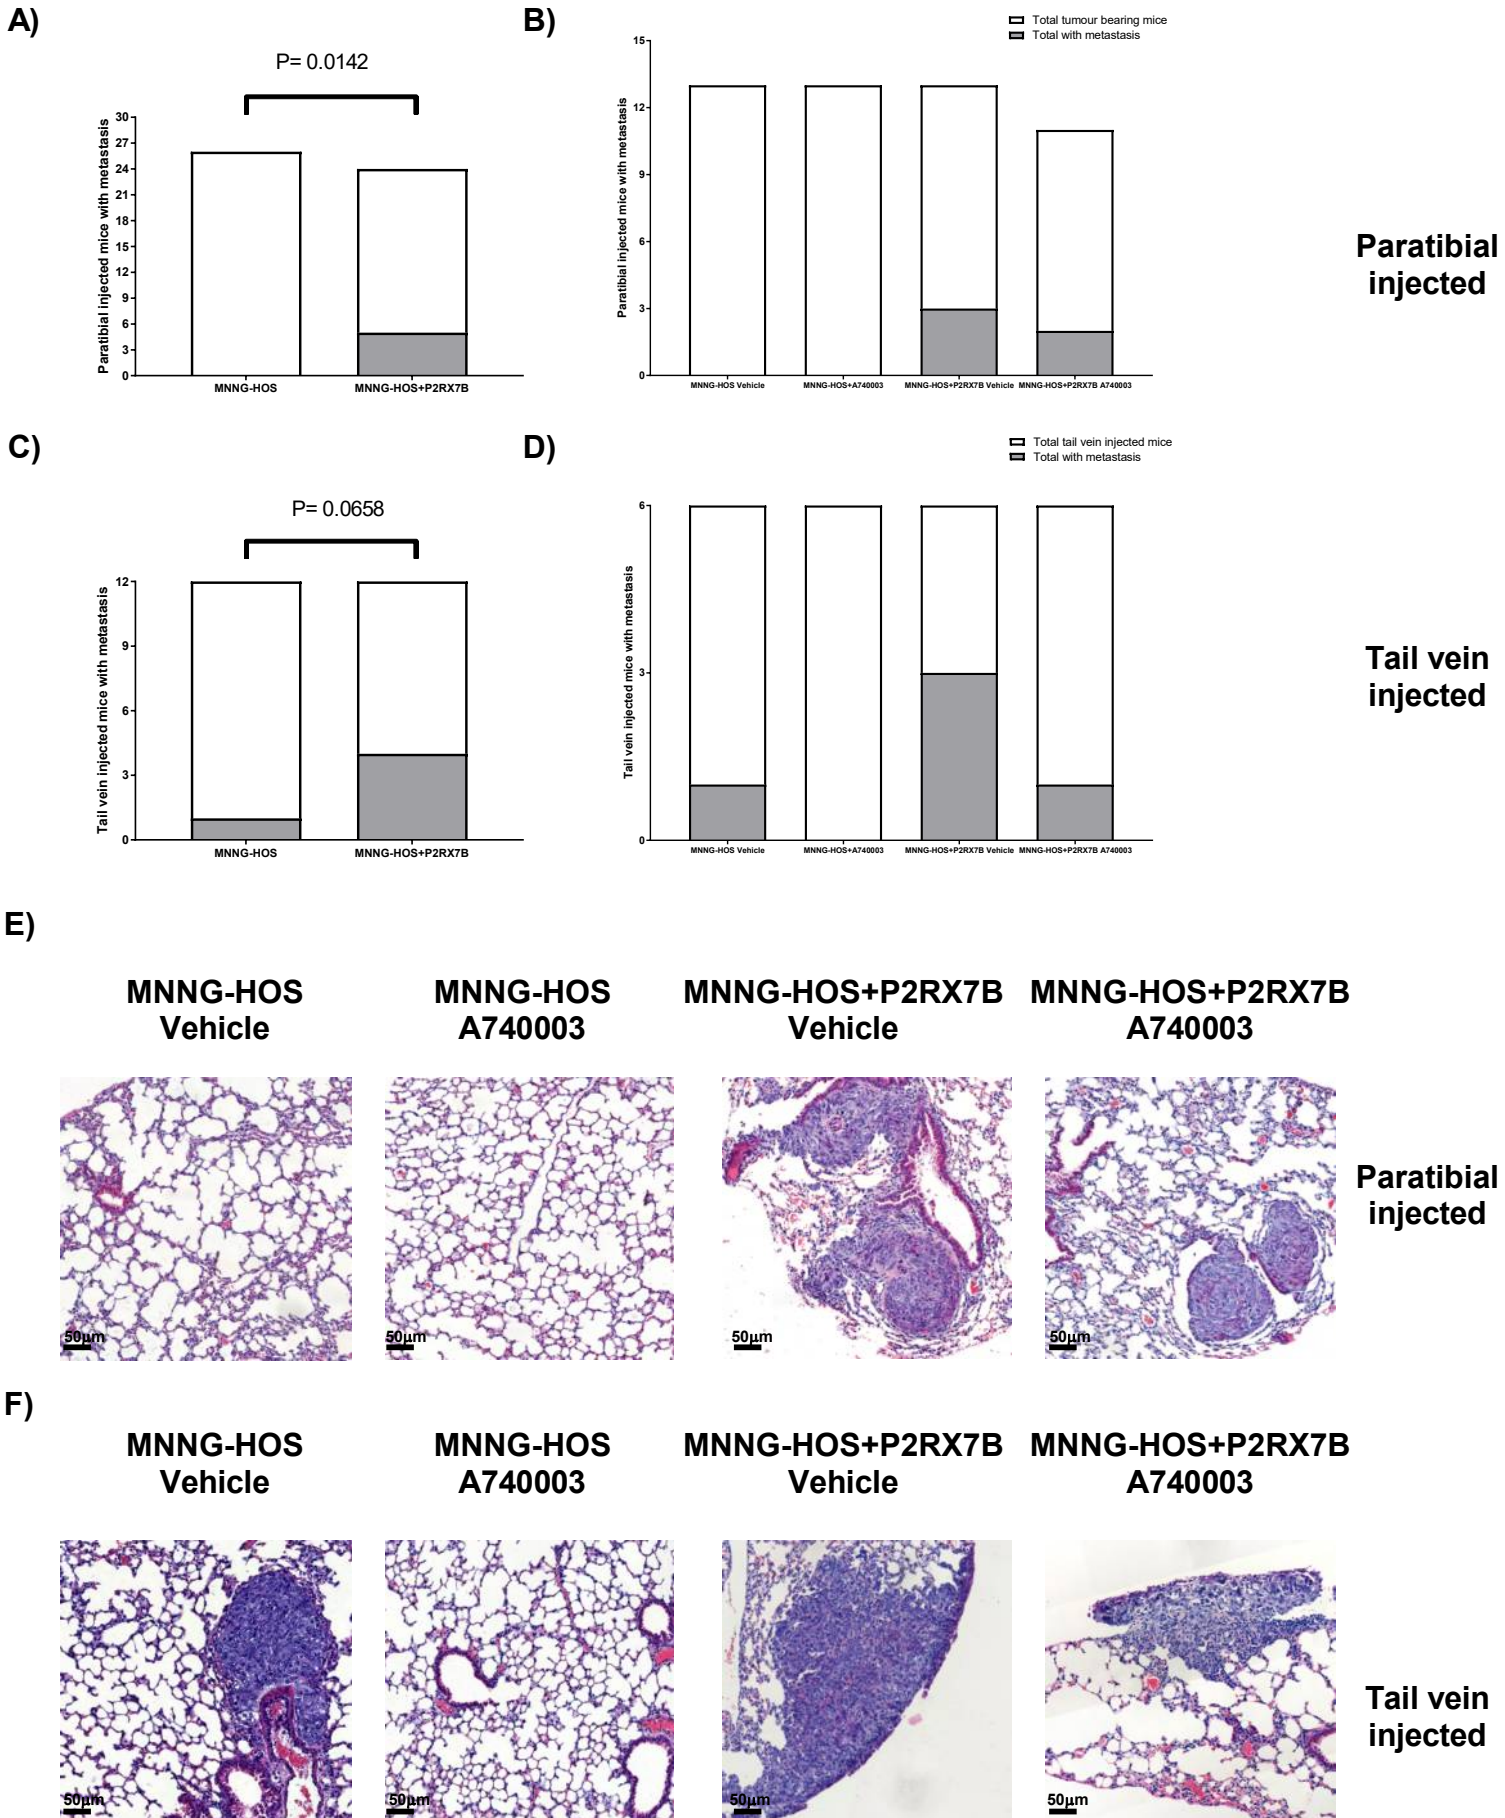 A)
P= 0.0142
Paratibial injected mice with metastasis
30
27
24
21
18
15
12
9
6
3
0
MNNG-HOS
MNNG-HOS+P2RX7B
B)
Total tumour bearing mice
Total with metastasis
Paratibial injected mice with metastasis
15
12
9
6
3
0
MNNG-HOS Vehicle
MNNG-HOS+A740003
MNNG-HOS+P2RX7B Vehicle
MNNG-HOS+P2RX7B A740003
Paratibial
injected
C)
P= 0.0658
Tail vein injected mice with metastasis
12
9
6
3
0
MNNG-HOS
MNNG-HOS+P2RX7B
D)
Total tail vein injected mice
Total with metastasis
Tail vein injected mice with metastasis
6
3
0
MNNG-HOS Vehicle
MNNG-HOS+A740003
MNNG-HOS+P2RX7B Vehicle
MNNG-HOS+P2RX7B A740003
Tail vein
injected
E)
MNNG-HOS
Vehicle
MNNG-HOS
A740003
MNNG-HOS+P2RX7B
Vehicle
MNNG-HOS+P2RX7B
A740003
50µm
50µm
50µm
50µm
Paratibial
injected
F)
MNNG-HOS
Vehicle
MNNG-HOS
A740003
MNNG-HOS+P2RX7B
Vehicle
MNNG-HOS+P2RX7B
A740003
50µm
50µm
50µm
50µm
Tail vein
injected